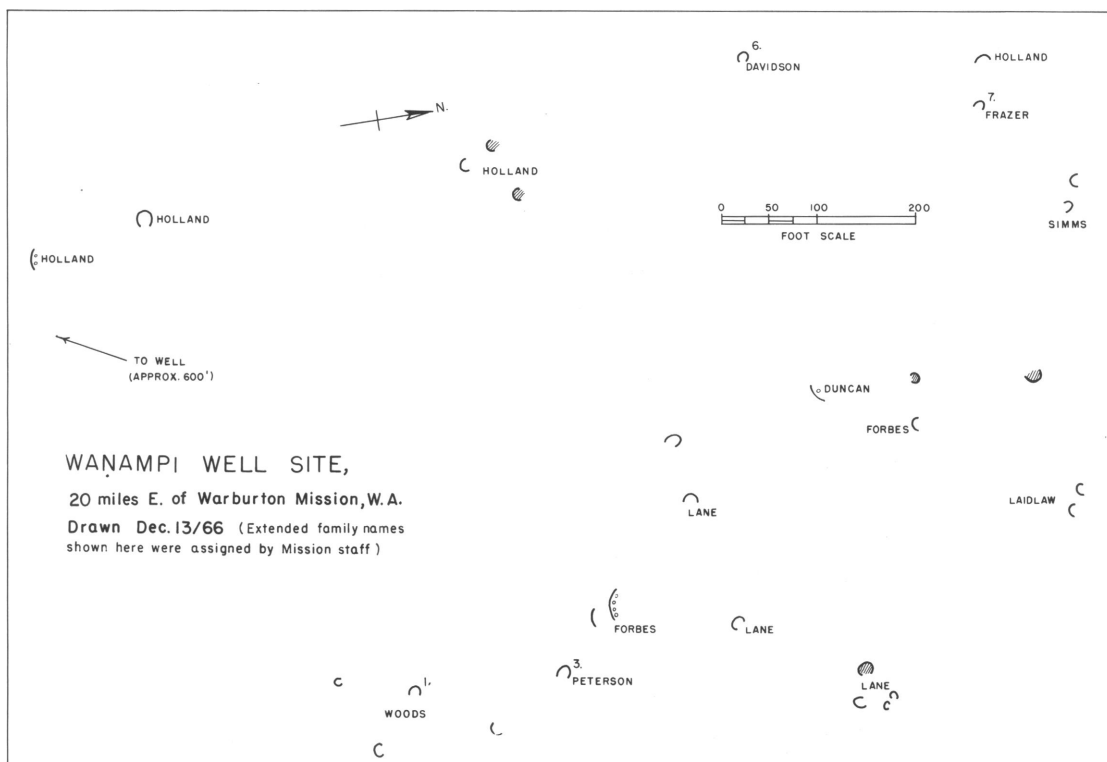 6.
DAVIDSON
HOLLAND
7.
FRAZER
N.
HOLLAND
0 50 100 200
FOOT SCALE
SIMMS
HOLLAND
HOLLAND
TO WELL
(APPROX. 600')
DUNCAN
FORBES
WAṈAMPI WELL SITE,
20 miles E. of Warburton Mission, W.A.
Drawn Dec. 13/66 (Extended family names
shown here were assigned by Mission staff)
LANE
LAIDLAW
FORBES
LANE
3.
PETERSON
LANE
1.
WOODS